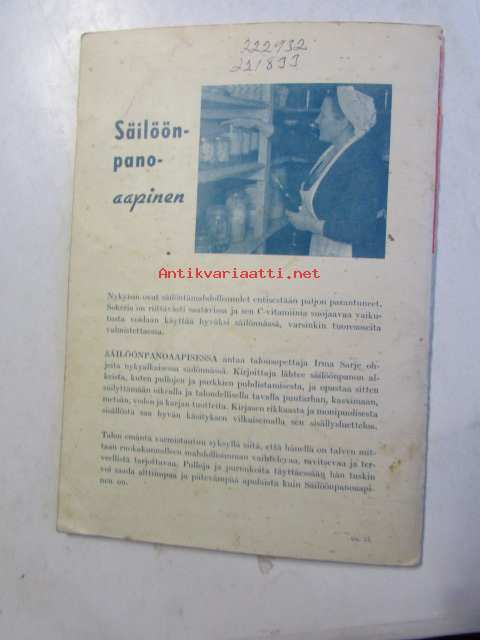 222932
221833
Säilöön-
pano-
aapinen
Antikvariaatti.net
Nykyisin ovat säilöntämahdollisuudet entisestään paljon parantuneet.
Sokeria on riittävästi saatavissa ja sen C-vitamiinia suojaavaa vaiku-
tusta voidaan käyttää hyväksi säilönnässä, varsinkin tuoremehua
valmistettaessa.
SÄILÖÖNPANOAAPISESSA antaa talousopettaja Irma Sarje oh-
jeita nykyaikaisessa säilönnässä. Kirjoittaja lähtee säilöönpanon al-
keista, kuten pullojen ja purkkien puhdistamisesta, ja opastaa sitten
säilyttämään oikealla ja taloudellisella tavalla puutarhan, kasvimaan,
metsän, veden ja karjan tuotteita. Kirjasen rikkaasta ja monipuolisesta
sisällöstä saa hyvän käsityksen vilkaisemalla sen sisällysluetteloa.
Talon emäntä varmistautuu syksyllä siitä, että hänellä on talven mit-
taan ruokakunnalleen mahdollisimman vaihtelevaa, ravitsevaa ja ter-
veellistä tarjottavaa. Pulloja ja purnukoita täyttäessään hän tuskin
voi saada alttiimpaa ja pätevämpää apulaista kuin Säilöönpanoaapi-
nen on.